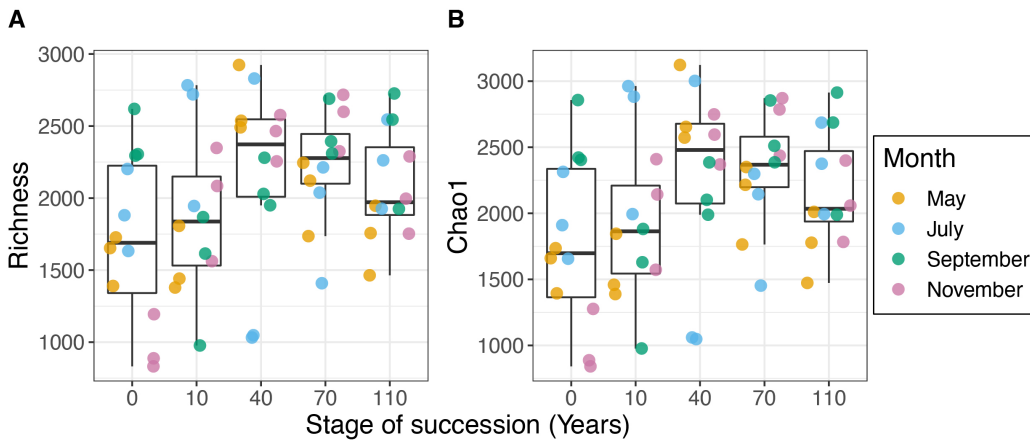 A
B
Richness
3000
2500
2000
1500
1000
0 10 40 70 110
Chao1
3000
2500
2000
1500
1000
0 10 40 70 110
Stage of succession (Years)
Month
May
July
September
November